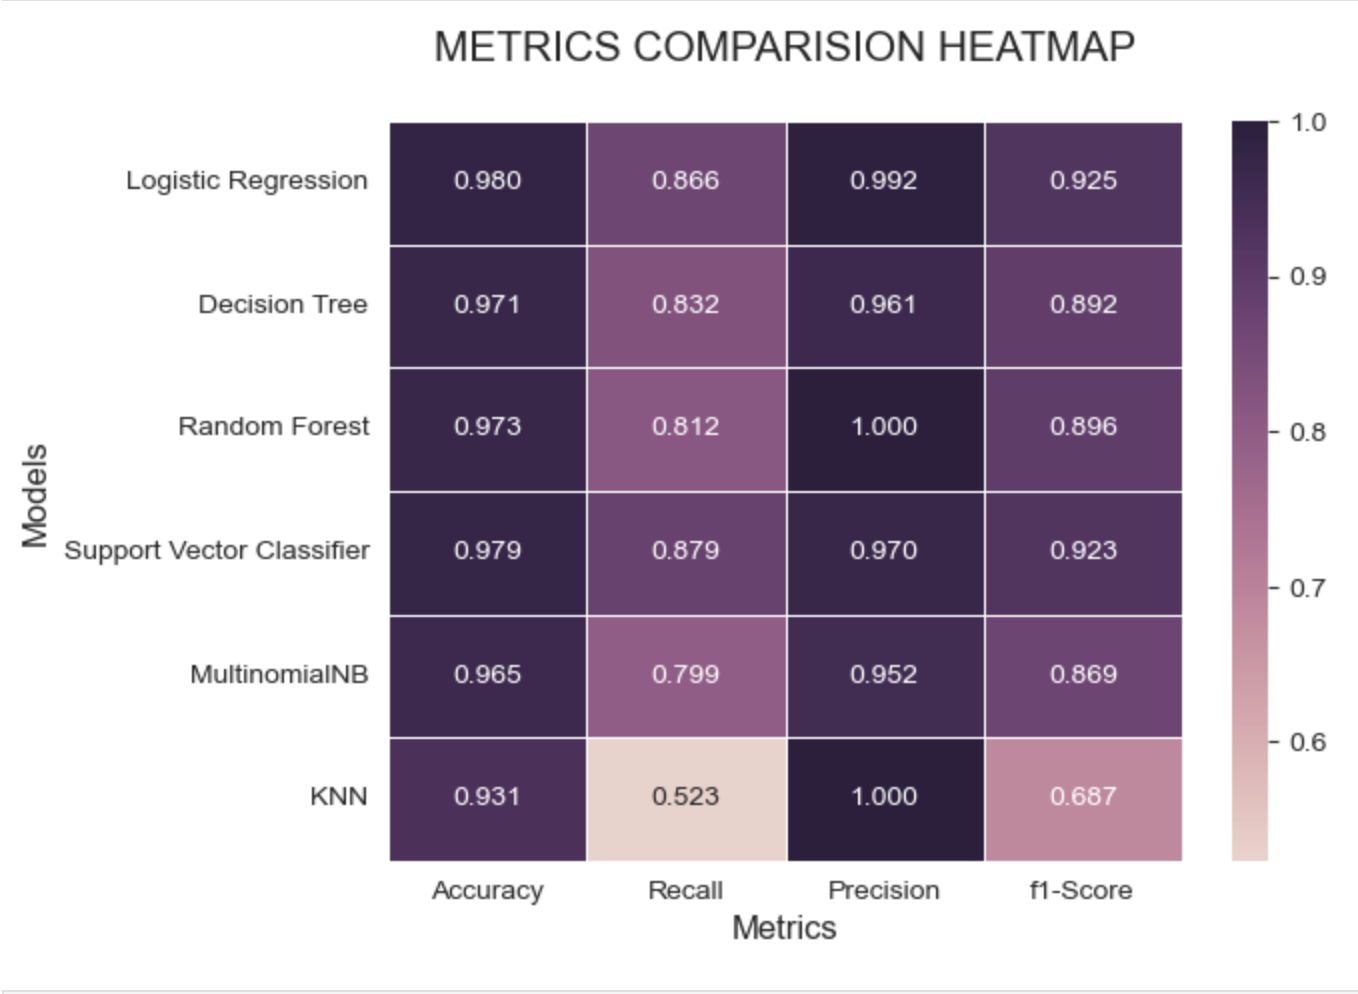 METRICS COMPARISION HEATMAP
1.0
Logistic Regression 0.980 0.866 0.992 0.925
0.9
Decision Tree 0.971 0.832 0.961 0.892
Random Forest 0.973 0.812 1.000 0.896
0.8
Models
Support Vector Classifier 0.979 0.879 0.970 0.923
0.7
MultinomialNB 0.965 0.799 0.952 0.869
0.6
KNN 0.931 0.523 1.000 0.687
Accuracy Recall Precision f1-Score
Metrics